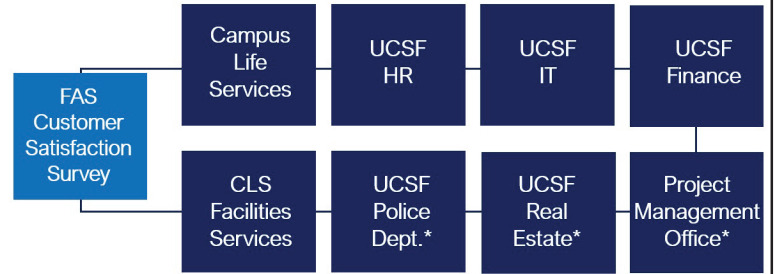 FAS
Customer
Satisfaction
Survey
Campus
Life
Services
UCSF
HR
UCSF
IT
UCSF
Finance
CLS
Facilities
Services
UCSF
Police
Dept.*
UCSF
Real
Estate*
Project
Management
Office*